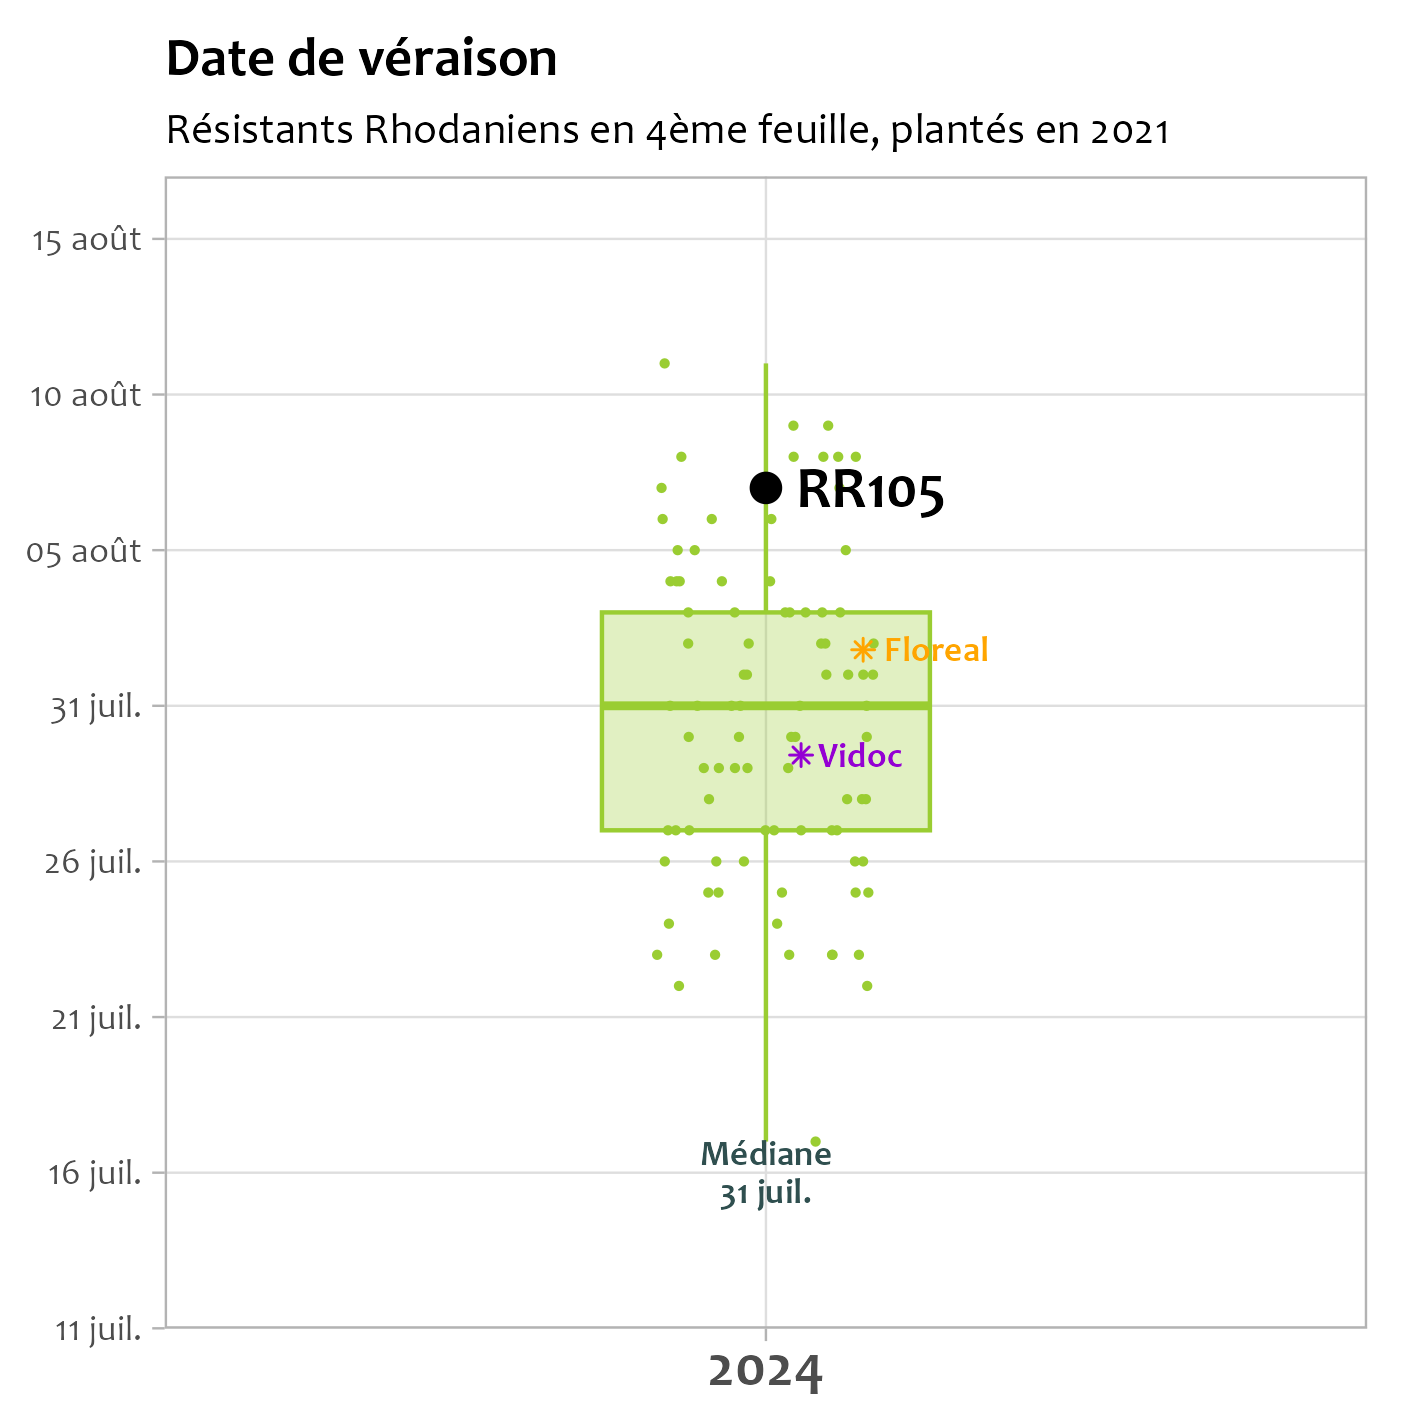 Date de véraison
Résistants Rhodaniens en 4ème feuille, plantés en 2021
15 août
10 août
RR105
05 août
Floreal
31 juil.
Vidoc
26 juil.
21 juil.
Médiane
16 juil.
31 juil.
11 juil.
2024